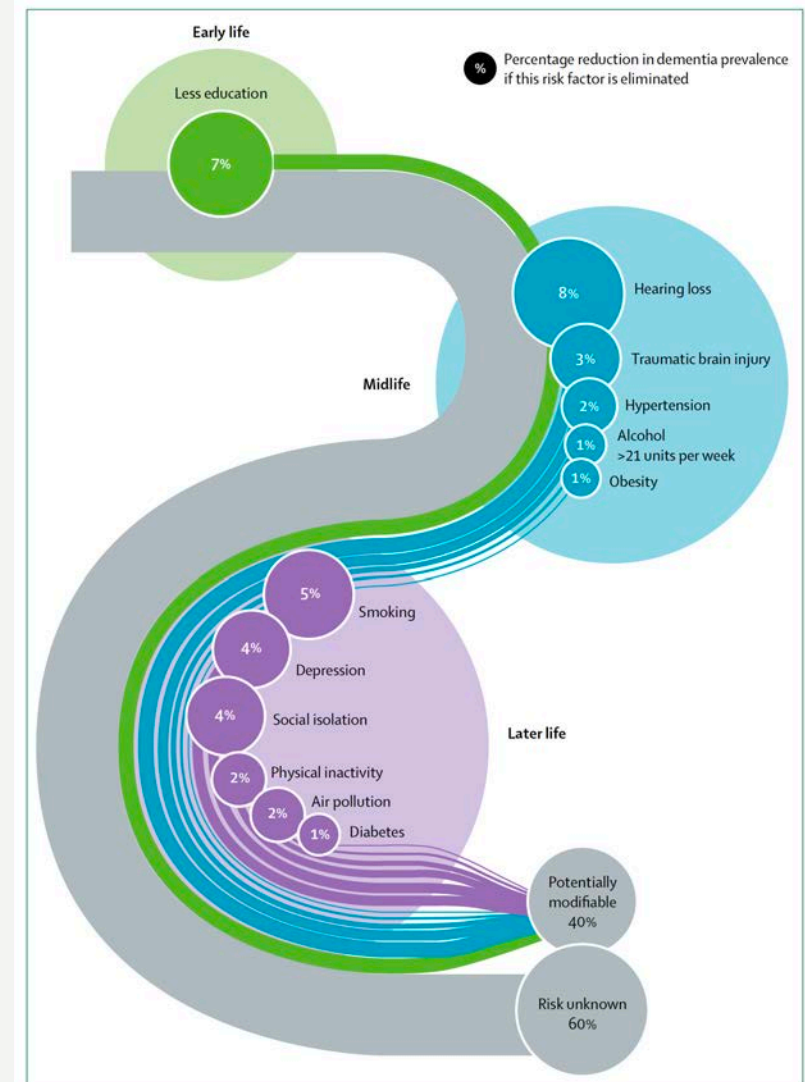 Early life
% Percentage reduction in dementia prevalence
if this risk factor is eliminated
Less education
7%
8%
Hearing loss
3%
Traumatic brain injury
Midlife
2%
Hypertension
1%
Alcohol
>21 units per week
1%
Obesity
5%
Smoking
4%
Depression
4%
Social isolation
Later life
2%
Physical inactivity
2%
Air pollution
1%
Diabetes
Potentially
modifiable
40%
Risk unknown
60%